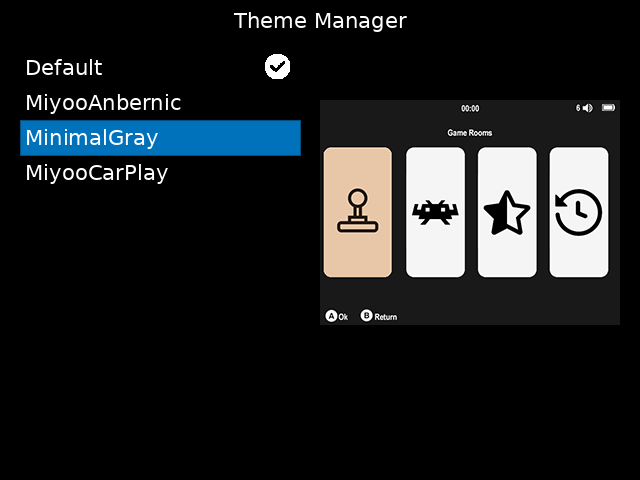 Theme Manager
Default
MiyooAnbernic
MinimalGray
MiyooCarPlay
00:00 6
Game Rooms
A Ok B Return